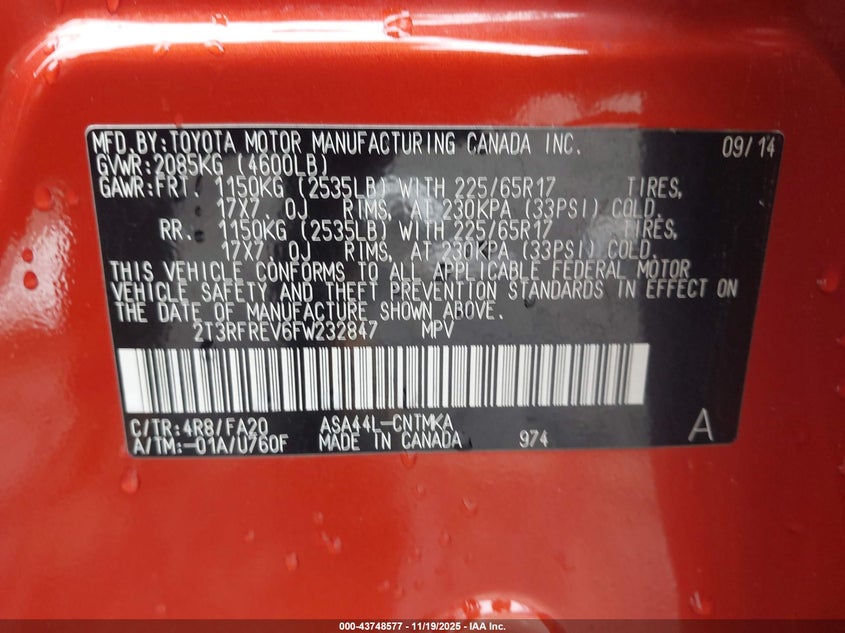 MFD.BY:TOYOTA MOTOR MANUFACTURING CANADA INC. 09/14
GVWR:2085KG (4600LB)
GAWR:FRT. 1150KG (2535LB) WITH 225/65R17 TIRES,
17X7.0J RIMS, AT 230KPA (33PSI) COLD.
RR. 1150KG (2535LB) WITH 225/65R17 TIRES,
17X7.0J RIMS, AT 230KPA (33PSI) COLD.
THIS VEHICLE CONFORMS TO ALL APPLICABLE FEDERAL MOTOR
VEHICLE SAFETY AND THEFT PREVENTION STANDARDS IN EFFECT ON
THE DATE OF MANUFACTURE SHOWN ABOVE.
2T3RFREV6FW232847 MPV
C/TR:4R8/FA20 ASA44L-CNTMKA
A/TM:-01A/U760F MADE IN CANADA 974 A
000-43748577 - 11/19/2025 - IAA Inc.